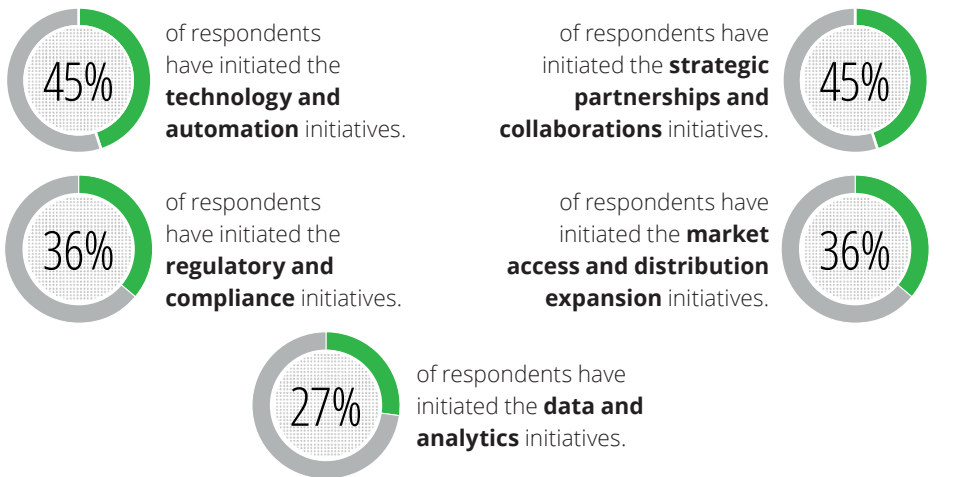 45%
of respondents
have initiated the
technology and
automation initiatives.
of respondents have
initiated the strategic
partnerships and
collaborations initiatives.
45%
36%
of respondents
have initiated the
regulatory and
compliance initiatives.
of respondents have
initiated the market
access and distribution
expansion initiatives.
36%
27%
of respondents have
initiated the data and
analytics initiatives.